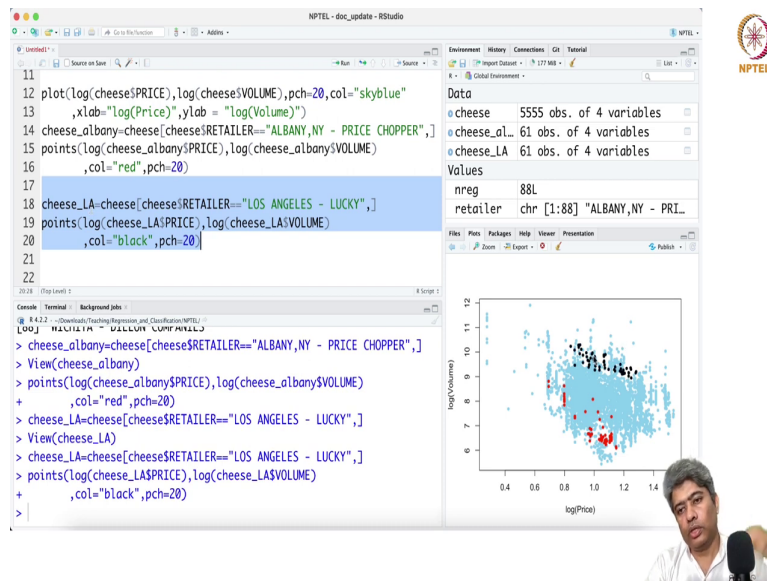 NPTEL - doc_update - RStudio
Go to file/function
Addins
NPTEL
Untitled1*
Source on Save
Run
Source
11
12 plot(log(cheese$PRICE),log(cheese$VOLUME),pch=20,col="skyblue"
13 ,xlab="log(Price)",ylab = "log(Volume)")
14 cheese_albany=cheese[cheese$RETAILER=="ALBANY,NY - PRICE CHOPPER",]
15 points(log(cheese_albany$PRICE),log(cheese_albany$VOLUME)
16 ,col="red",pch=20)
17
18 cheese_LA=cheese[cheese$RETAILER=="LOS ANGELES - LUCKY",]
19 points(log(cheese_LA$PRICE),log(cheese_LA$VOLUME)
20 ,col="black",pch=20)
21
22
20:28 (Top Level) R Script
Console Terminal Background Jobs
R 4.2.2 · ~/Downloads/Teaching/Regression_and_Classification/NPTEL/
[88] "WICHITA - DILLON COMPANIES"
> cheese_albany=cheese[cheese$RETAILER=="ALBANY,NY - PRICE CHOPPER",]
> View(cheese_albany)
> points(log(cheese_albany$PRICE),log(cheese_albany$VOLUME)
+ ,col="red",pch=20)
> cheese_LA=cheese[cheese$RETAILER=="LOS ANGELES - LUCKY",]
> View(cheese_LA)
> cheese_LA=cheese[cheese$RETAILER=="LOS ANGELES - LUCKY",]
> points(log(cheese_LA$PRICE),log(cheese_LA$VOLUME)
+ ,col="black",pch=20)
>
Environment History Connections Git Tutorial
Import Dataset 177 MiB List
R Global Environment
Data
cheese 5555 obs. of 4 variables
cheese_al… 61 obs. of 4 variables
cheese_LA 61 obs. of 4 variables
Values
nreg 88L
retailer chr [1:88] "ALBANY,NY - PRI…
Files Plots Packages Help Viewer Presentation
Zoom Export Publish
log(Volume)
12
11
10
9
8
7
6
0.4 0.6 0.8 1.0 1.2 1.4
log(Price)
NPTEL